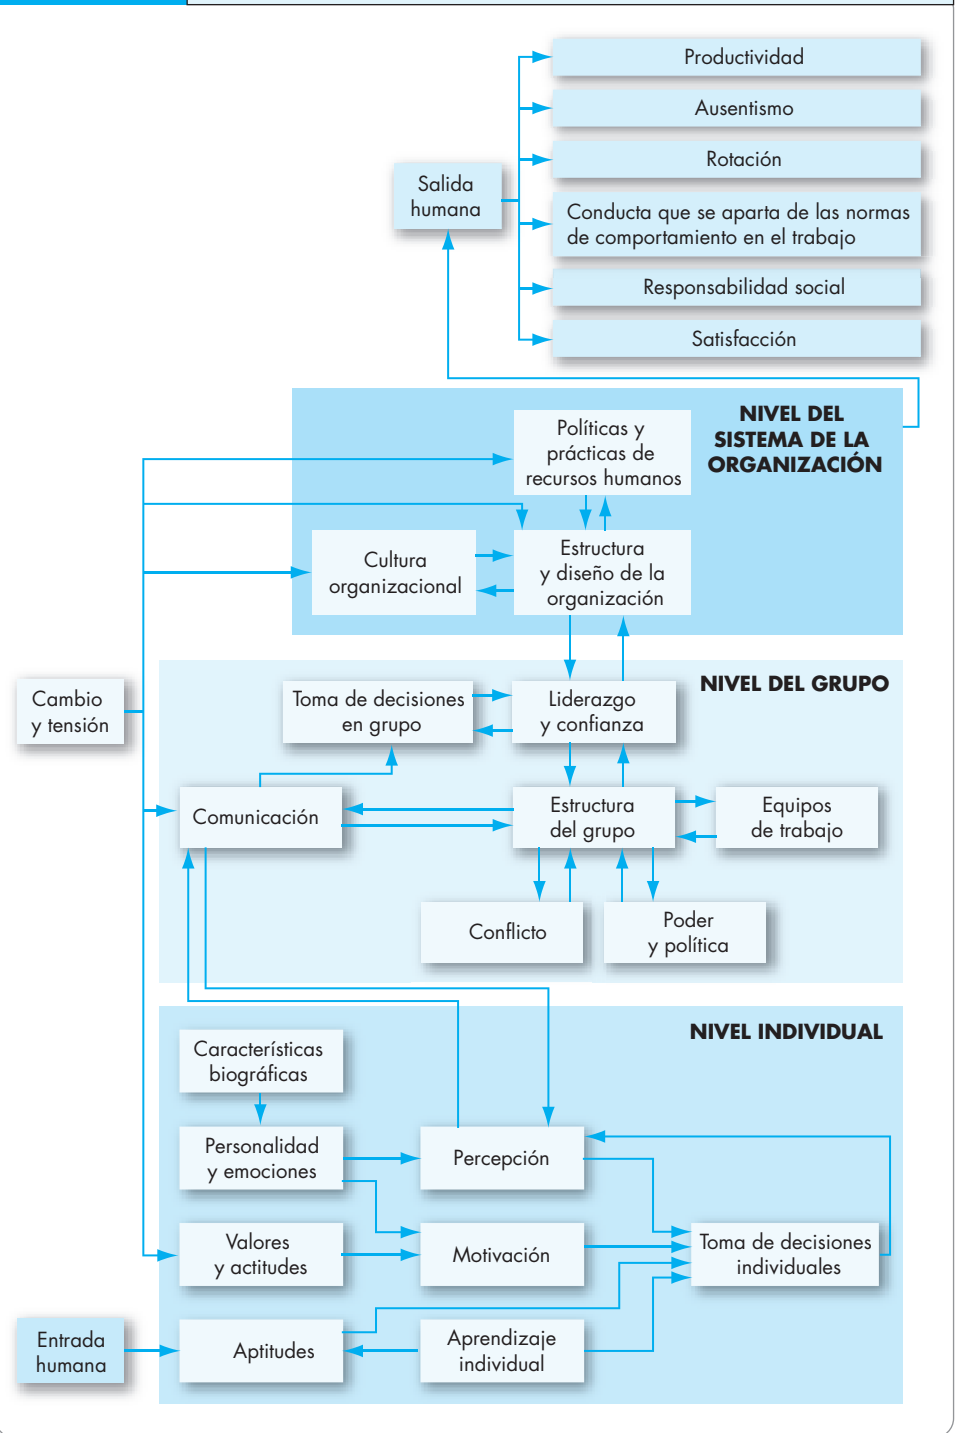 Productividad
Ausentismo
Rotación
Salida
humana
Conducta que se aparta de las normas
de comportamiento en el trabajo
Responsabilidad social
Satisfacción
NIVEL DEL
SISTEMA DE LA
ORGANIZACIÓN
Políticas y
prácticas de
recursos humanos
Cultura
organizacional
Estructura
y diseño de la
organización
Cambio
y tensión
NIVEL DEL GRUPO
Toma de decisiones
en grupo
Liderazgo
y confianza
Comunicación
Estructura
del grupo
Equipos
de trabajo
Conflicto
Poder
y política
NIVEL INDIVIDUAL
Características
biográficas
Personalidad
y emociones
Percepción
Valores
y actitudes
Motivación
Toma de decisiones
individuales
Entrada
humana
Aptitudes
Aprendizaje
individual